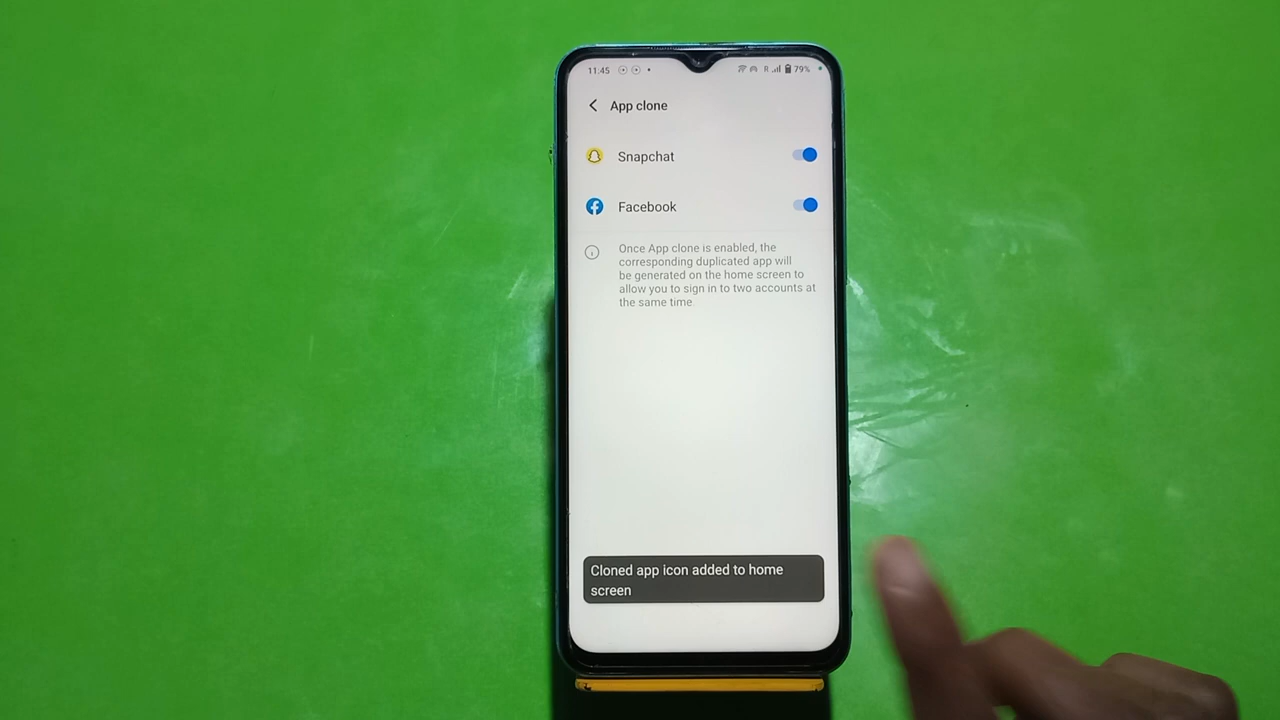 11:45 R 79%
App clone
Snapchat
Facebook
Once App clone is enabled, the
corresponding duplicated app will
be generated on the home screen to
allow you to sign in to two accounts at
the same time.
Cloned app icon added to home
screen